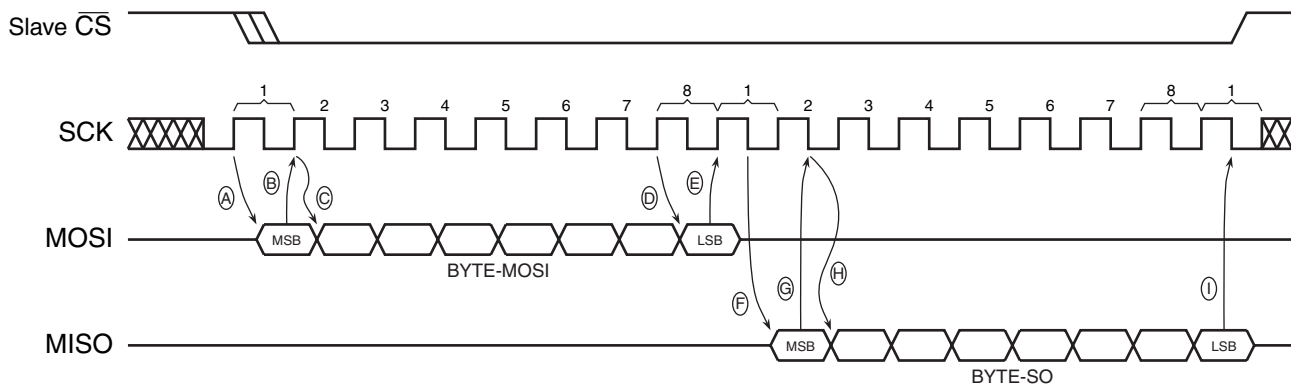 Slave C̅S̅
1 8 1 8 1
2 3 4 5 6 7 2 3 4 5 6 7
SCK
A B C D E
MOSI MSB LSB
BYTE-MOSI
F G H I
MISO MSB LSB
BYTE-SO